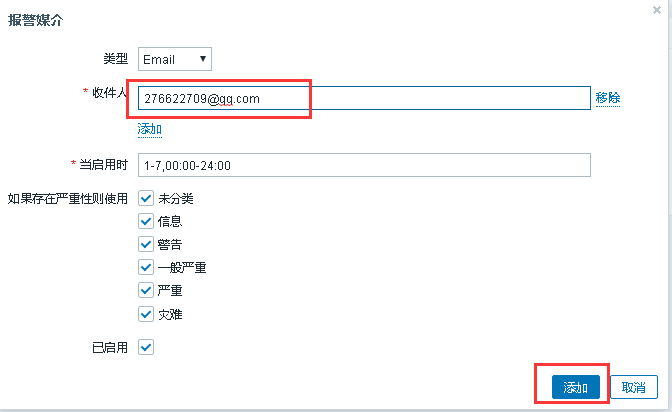 报警媒介
类型 Email
* 收件人 276622709@qq.com 移除
添加
* 当启用时 1-7,00:00-24:00
如果存在严重性则使用 未分类
信息
警告
一般严重
严重
灾难
已启用
添加 取消